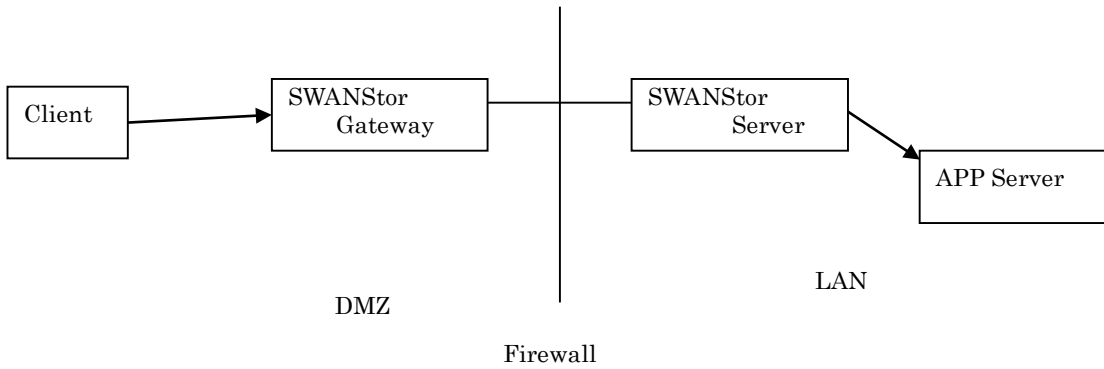 Client
SWANStor
Gateway
SWANStor
Server
APP Server
LAN
DMZ
Firewall